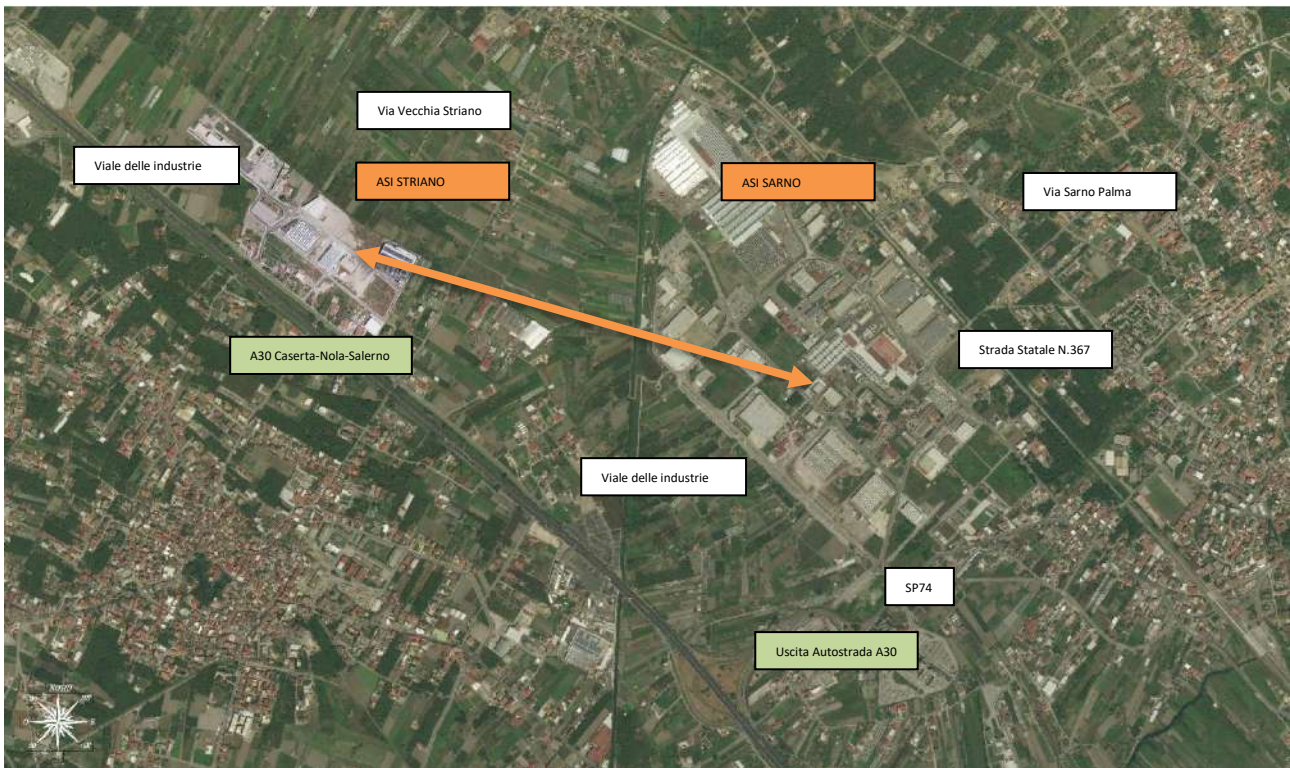 Via Vecchia Striano
Viale delle industrie
ASI STRIANO
ASI SARNO
Via Sarno Palma
A30 Caserta-Nola-Salerno
Strada Statale N.367
Viale delle industrie
SP74
Uscita Autostrada A30
NORD